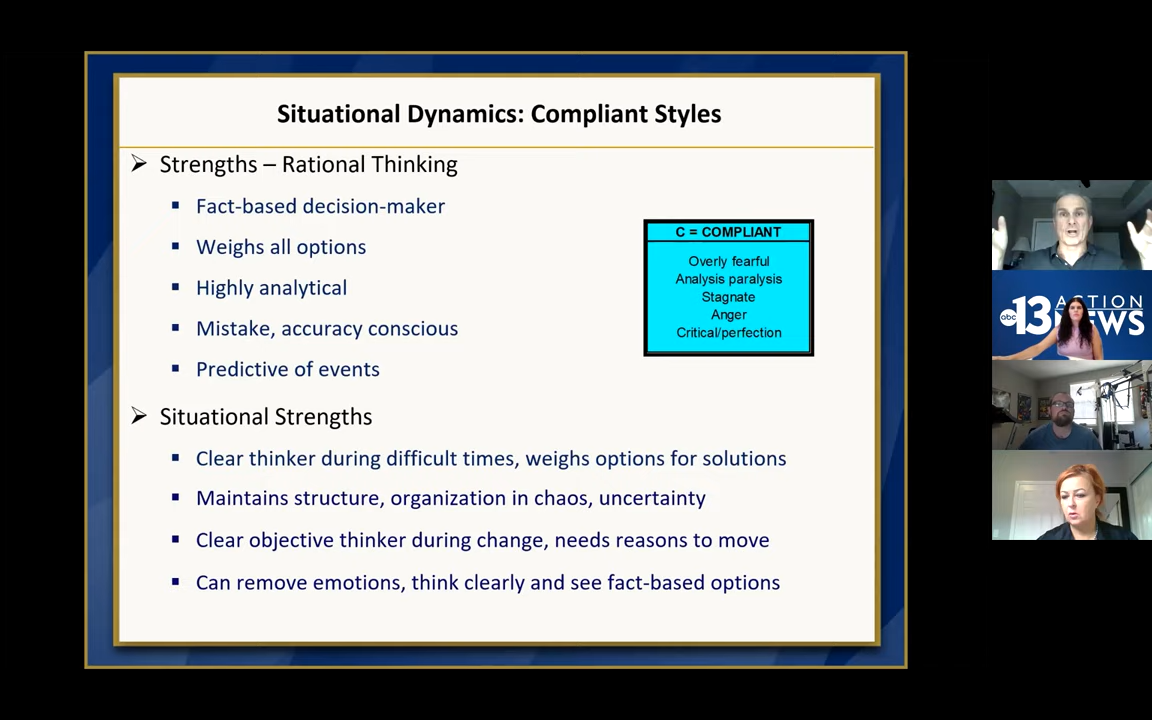 Situational Dynamics: Compliant Styles
➢ Strengths – Rational Thinking
▪ Fact-based decision-maker
▪ Weighs all options
▪ Highly analytical
▪ Mistake, accuracy conscious
▪ Predictive of events
➢ Situational Strengths
▪ Clear thinker during difficult times, weighs options for solutions
▪ Maintains structure, organization in chaos, uncertainty
▪ Clear objective thinker during change, needs reasons to move
▪ Can remove emotions, think clearly and see fact-based options
C = COMPLIANT
Overly fearful
Analysis paralysis
Stagnate
Anger
Critical/perfection
abc 13 ACTION
NEWS